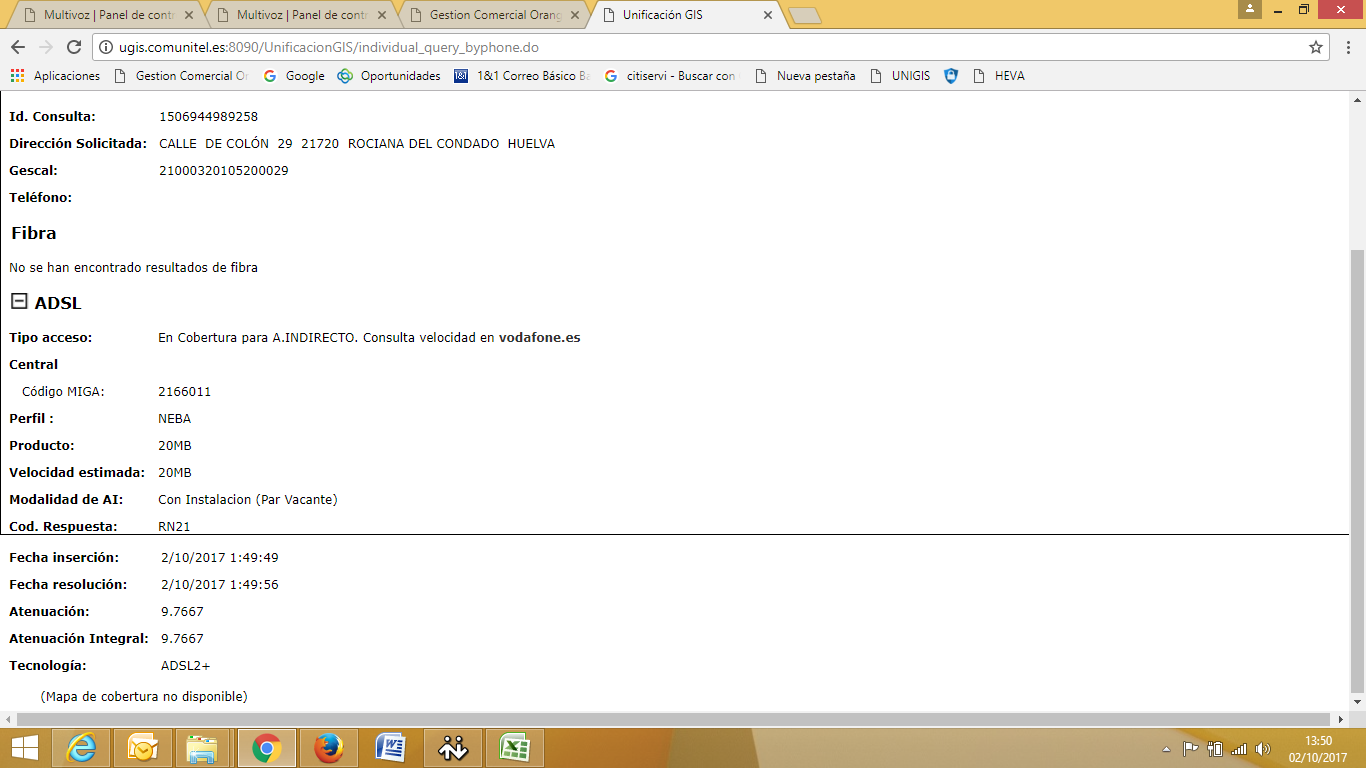 Multivoz | Panel de contr
Multivoz | Panel de contr
Gestion Comercial Orang
Unificación GIS
ugis.comunitel.es:8090/UnificacionGIS/individual_query_byphone.do
Aplicaciones
Gestion Comercial Or
Google
Oportunidades
1&1 Correo Básico Ba
citiservi - Buscar con
Nueva pestaña
UNIGIS
HEVA
Id. Consulta: 1506944989258
Dirección Solicitada: CALLE DE COLÓN 29 21720 ROCIANA DEL CONDADO HUELVA
Gescal: 21000320105200029
Teléfono:
Fibra
No se han encontrado resultados de fibra
ADSL
Tipo acceso: En Cobertura para A.INDIRECTO. Consulta velocidad en vodafone.es
Central
Código MIGA: 2166011
Perfil : NEBA
Producto: 20MB
Velocidad estimada: 20MB
Modalidad de AI: Con Instalacion (Par Vacante)
Cod. Respuesta: RN21
Fecha inserción: 2/10/2017 1:49:49
Fecha resolución: 2/10/2017 1:49:56
Atenuación: 9.7667
Atenuación Integral: 9.7667
Tecnología: ADSL2+
(Mapa de cobertura no disponible)
13:50
02/10/2017